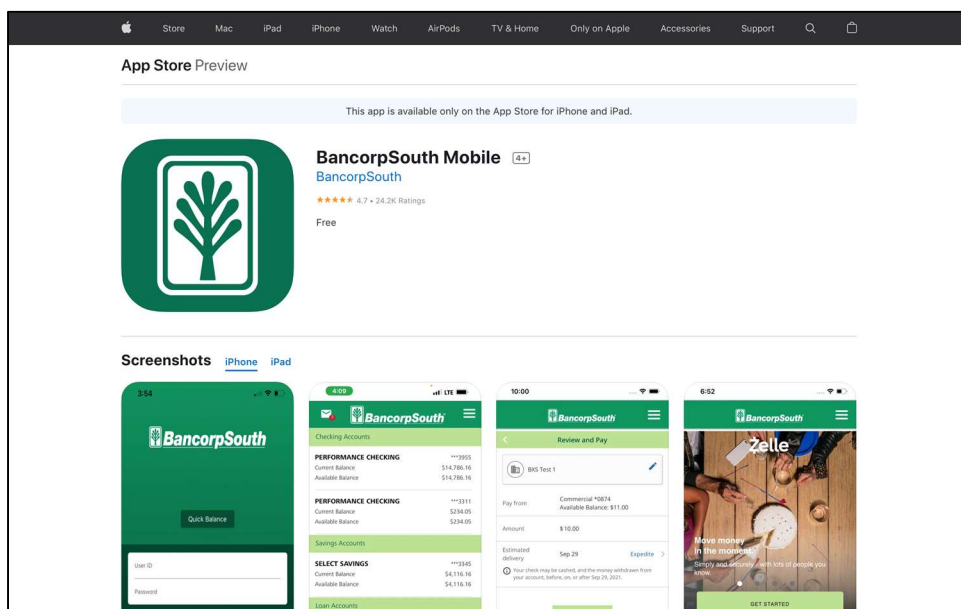 Store Mac iPad iPhone Watch AirPods TV & Home Only on Apple Accessories Support
App Store Preview
This app is available only on the App Store for iPhone and iPad.
BancorpSouth Mobile 4+
BancorpSouth
★★★★★ 4.7 • 24.2K Ratings
Free
Screenshots iPhone iPad
3:54
BancorpSouth
Quick Balance
User ID
Password
4:09 LTE
BancorpSouth
Checking Accounts
PERFORMANCE CHECKING ***3955
Current Balance $14,786.16
Available Balance $14,786.16
PERFORMANCE CHECKING ***3311
Current Balance $234.05
Available Balance $234.05
Savings Accounts
SELECT SAVINGS ***3345
Current Balance $4,116.16
Available Balance $4,116.16
Loan Accounts
10:00
BancorpSouth
Review and Pay
BXS Test 1
Pay from Commercial *0874
Available Balance: $11.00
Amount $ 10.00
Estimated
delivery Sep 29 Expedite
Your check may be cashed, and the money withdrawn from
your account, before, on, or after Sep 29, 2021.
6:52
BancorpSouth
Zelle
Move money
in the moment.
Simply and securely - with lots of people you
know.
GET STARTED